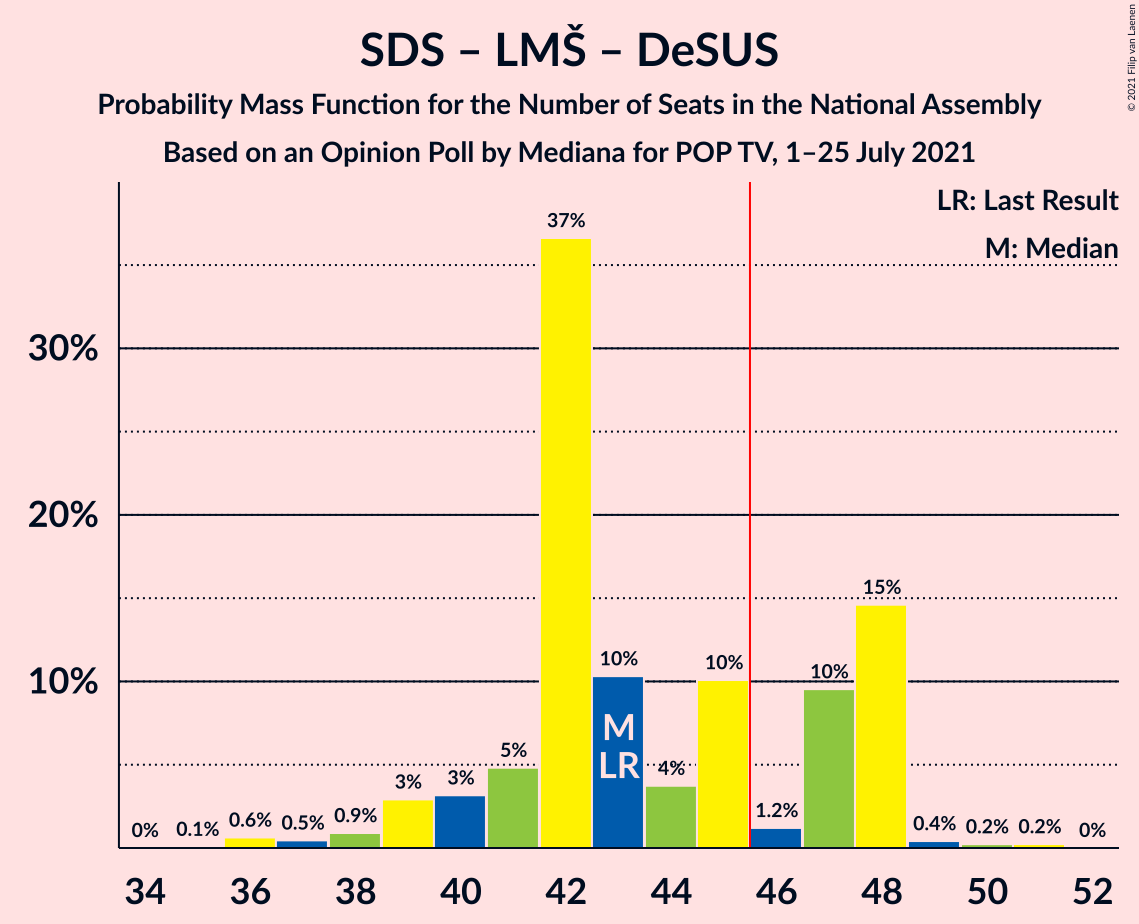 SDS – LMŠ – DeSUS
Probability Mass Function for the Number of Seats in the National Assembly
Based on an Opinion Poll by Mediana for POP TV, 1–25 July 2021
© 2021 Filip van Laenen
LR: Last Result
M: Median
30%
20%
10%
0%
0.1%
0.6%
0.5%
0.9%
3%
3%
5%
37%
10%
4%
10%
1.2%
10%
15%
0.4%
0.2%
0.2%
0%
M
LR
34 36 38 40 42 44 46 48 50 52